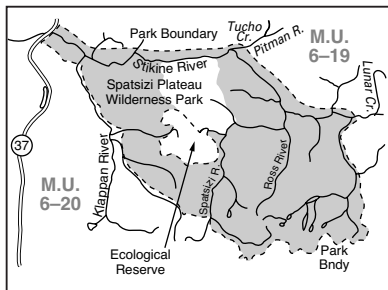 Park Boundary
Tucho
Cr.
Pitman R.
M.U.
6–19
Stikine River
Spatsizi Plateau
Wilderness Park
Lunar Cr.
37
Klappan River
M.U.
6–20
Spatsizi R.
Ross River
Ecological
Reserve
Park
Bndy